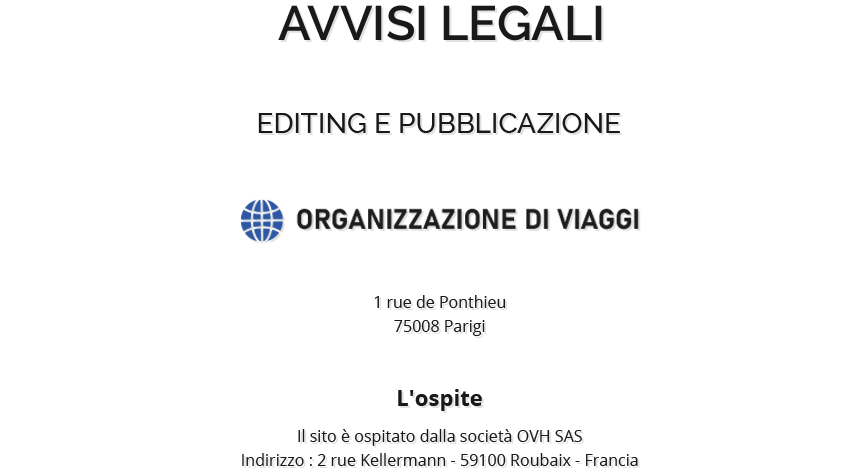 AVVISI LEGALI
EDITING E PUBBLICAZIONE
ORGANIZZAZIONE DI VIAGGI
1 rue de Ponthieu
75008 Parigi
L'ospite
Il sito è ospitato dalla società OVH SAS
Indirizzo : 2 rue Kellermann - 59100 Roubaix - Francia